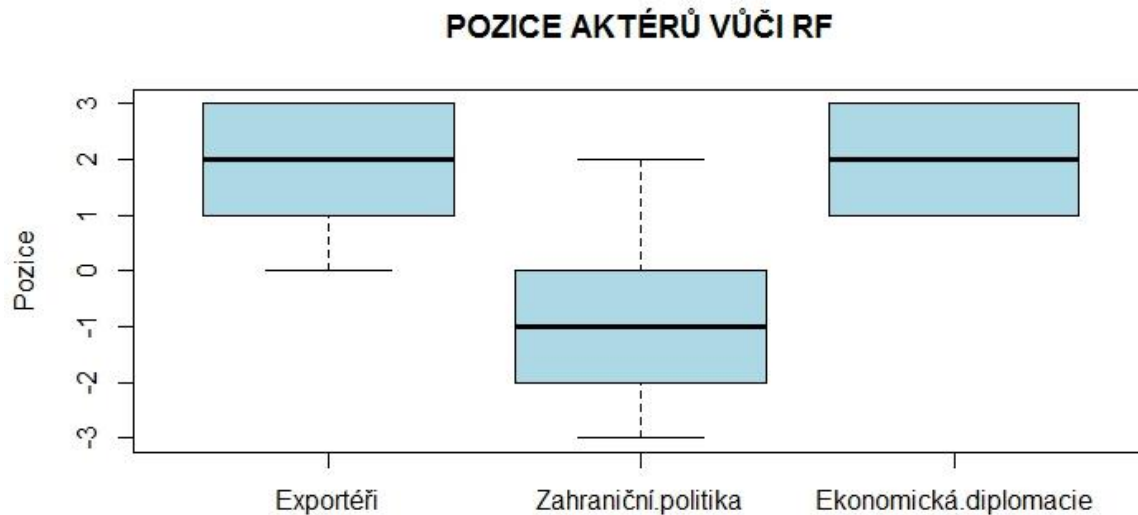 POZICE AKTÉRŮ VŮČI RF
Pozice
3
2
1
0
-1
-2
-3
Exportéři Zahraniční.politika Ekonomická.diplomacie